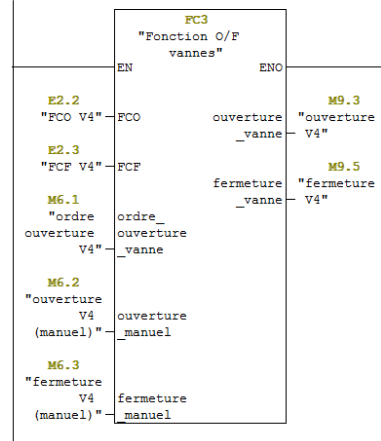 FC3
"Fonction O/F
vannes"
EN ENO
E2.2 M9.3
"FCO V4" FCO ouverture "ouverture
_vanne V4"
E2.3 M9.5
"FCF V4" FCF fermeture "fermeture
_vanne V4"
M6.1
"ordre ordre_
ouverture ouverture
V4" _vanne
M6.2
"ouverture
V4 ouverture
(manuel)" _manuel
M6.3
"fermeture
V4 fermeture
(manuel)" _manuel